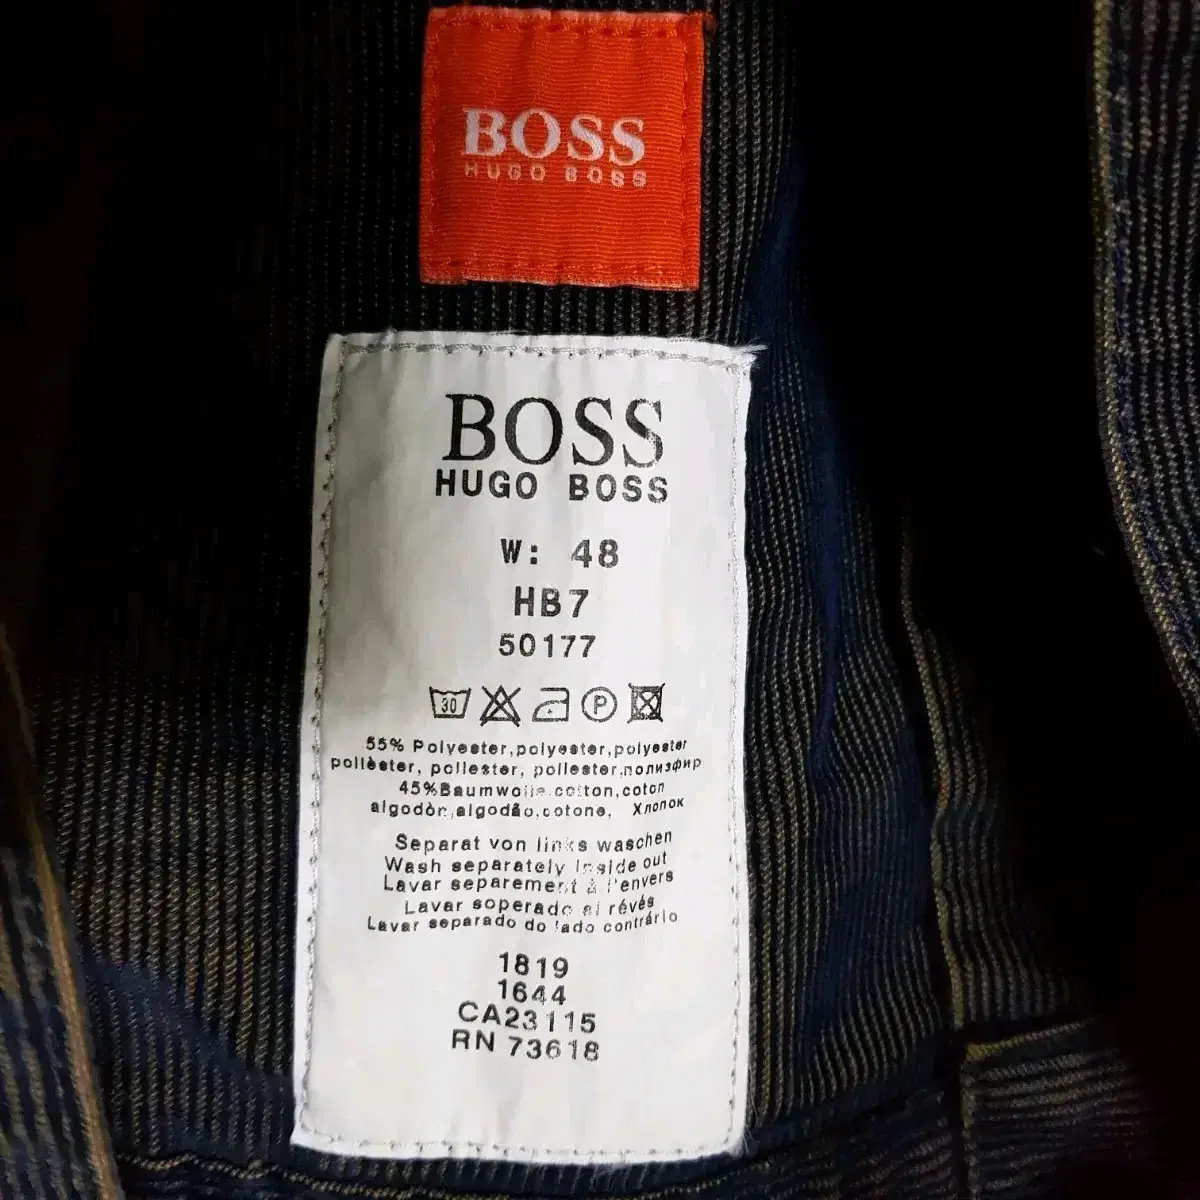 BOSS
HUGO BOSS
BOSS
HUGO BOSS
W: 48
HB7
50177
30
P
55% Polyester,polyester,polyester
pollèster, pollester, pollester,полизфир
45%Baumwolle.cotton,coton
algodòn,algodão,cotone, Хлопок
Separat von links waschen
Wash separately inside out
Lavar separement à l'envers
Lavar soperado al révés
Lavar separado do lado contrário
1819
1644
CA23115
RN 73618